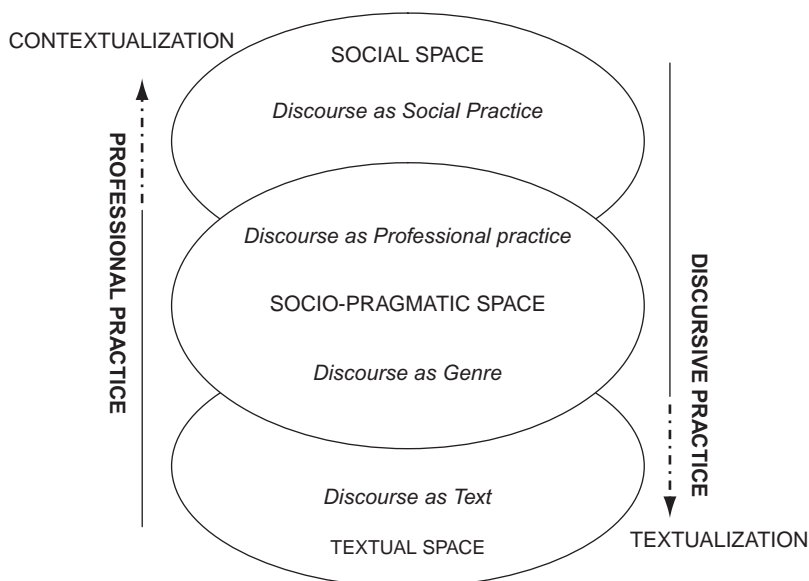 CONTEXTUALIZATION
SOCIAL SPACE
Discourse as Social Practice
PROFESSIONAL PRACTICE
Discourse as Professional practice
SOCIO-PRAGMATIC SPACE
Discourse as Genre
DISCURSIVE PRACTICE
Discourse as Text
TEXTUAL SPACE
TEXTUALIZATION